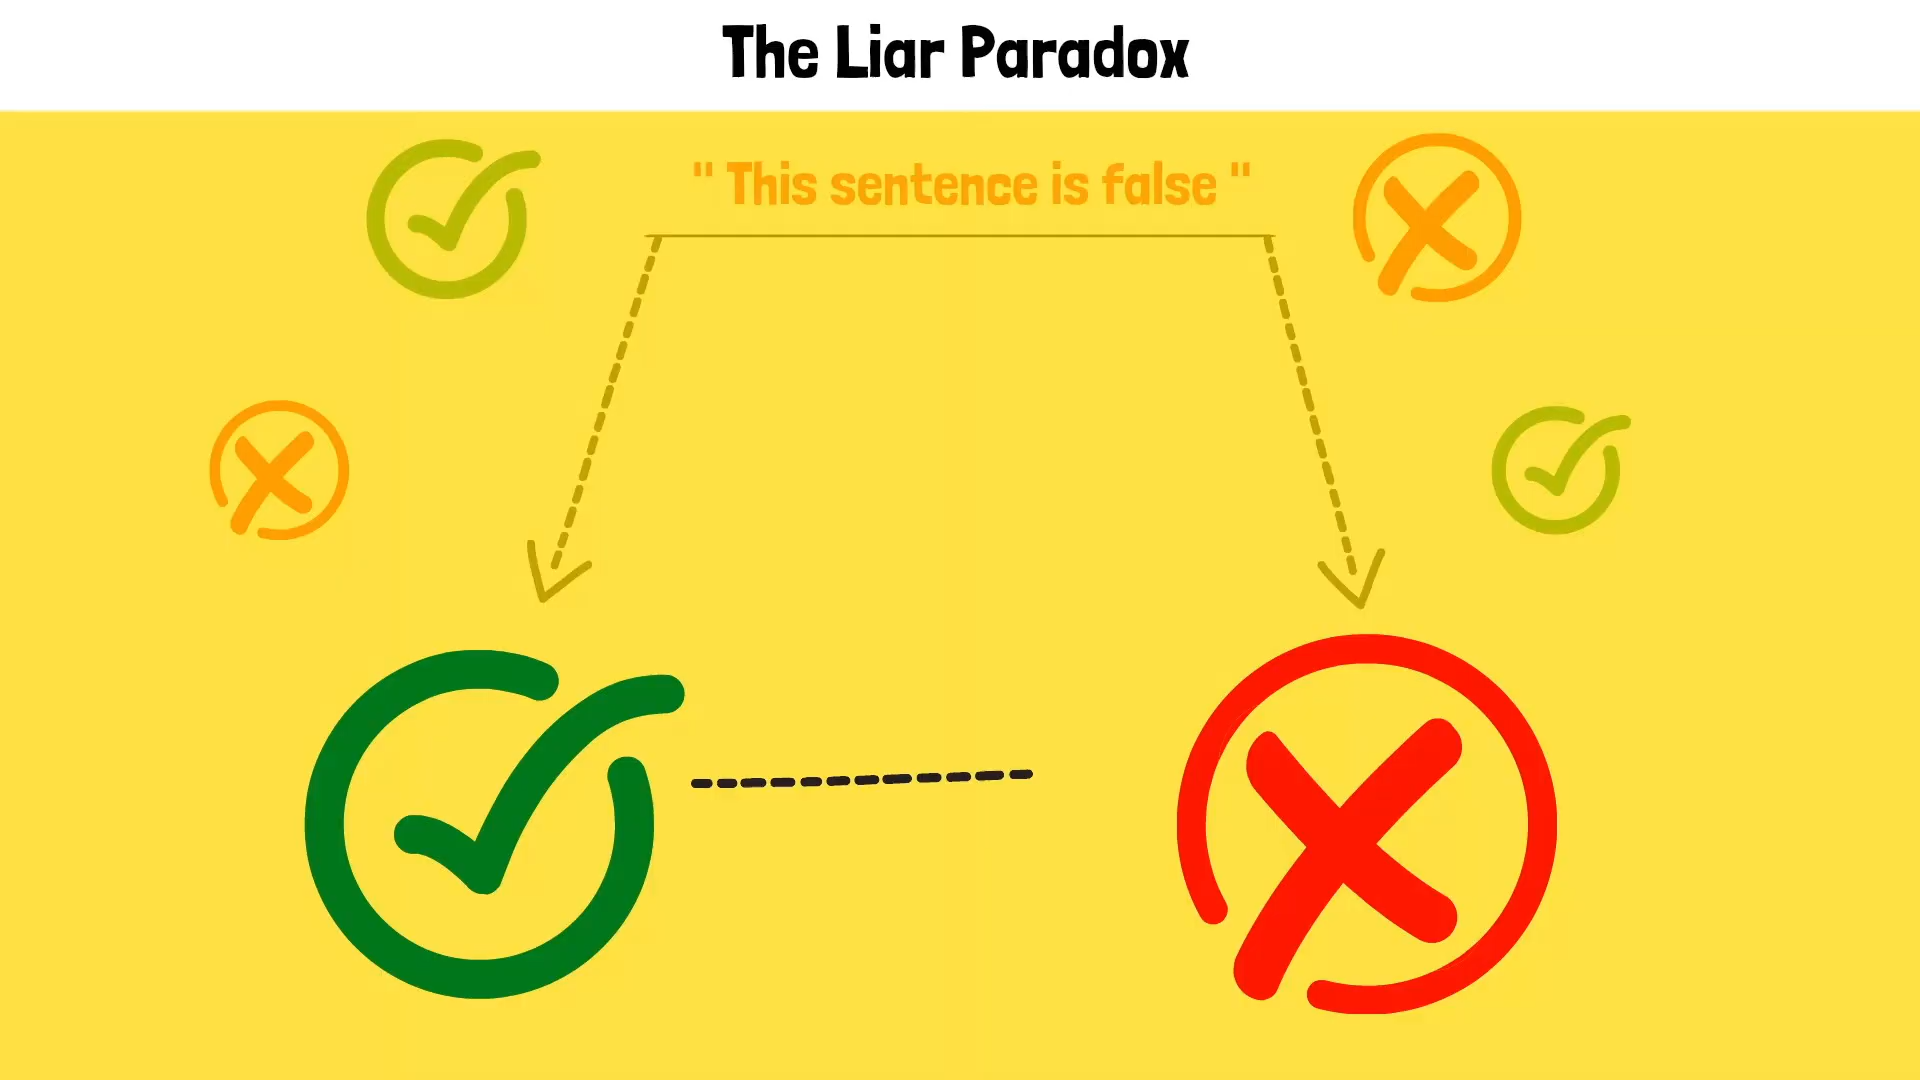 The Liar Paradox
" This sentence is false "